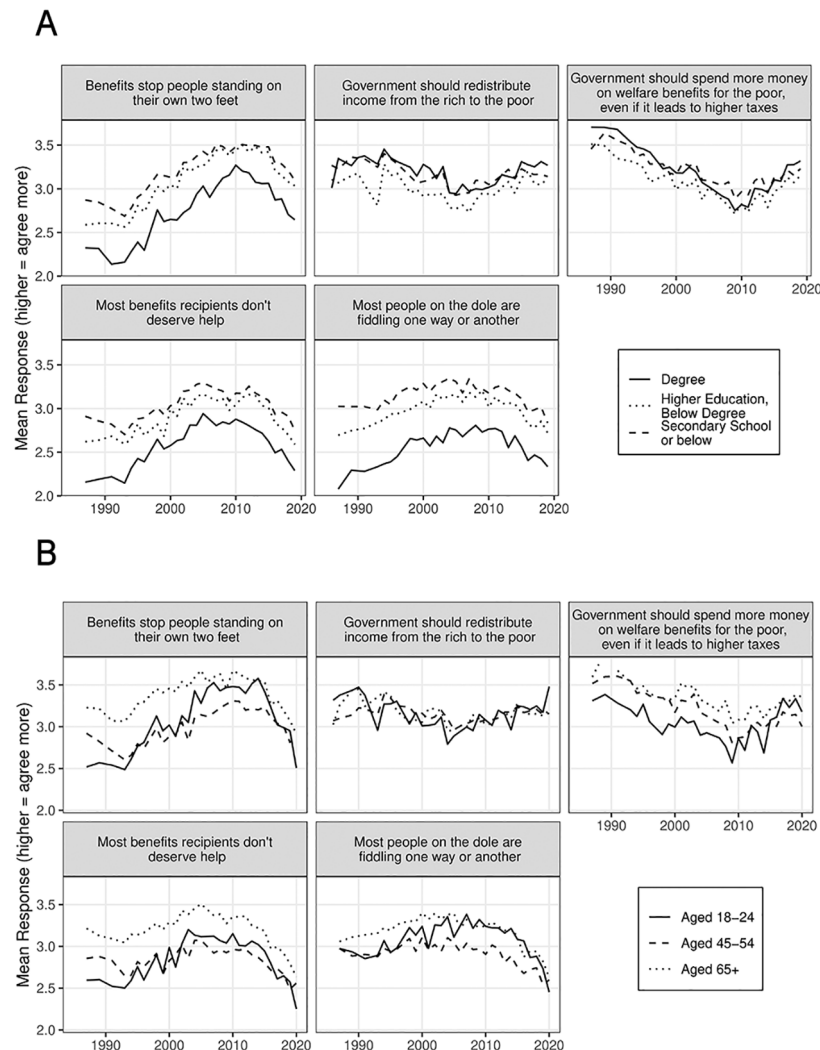 A
Benefits stop people standing on
their own two feet
Government should redistribute
income from the rich to the poor
Government should spend more money
on welfare benefits for the poor,
even if it leads to higher taxes
Mean Response (higher = agree more)
3.5
3.0
2.5
2.0
1990 2000 2010 2020
Most benefits recipients don't
deserve help
Most people on the dole are
fiddling one way or another
3.5
3.0
2.5
2.0
1990 2000 2010 2020
1990 2000 2010 2020
Degree
Higher Education,
Below Degree
Secondary School
or below
B
Benefits stop people standing on
their own two feet
Government should redistribute
income from the rich to the poor
Government should spend more money
on welfare benefits for the poor,
even if it leads to higher taxes
Mean Response (higher = agree more)
3.5
3.0
2.5
2.0
1990 2000 2010 2020
Most benefits recipients don't
deserve help
Most people on the dole are
fiddling one way or another
3.5
3.0
2.5
2.0
1990 2000 2010 2020
1990 2000 2010 2020
Aged 18-24
Aged 45-54
Aged 65+